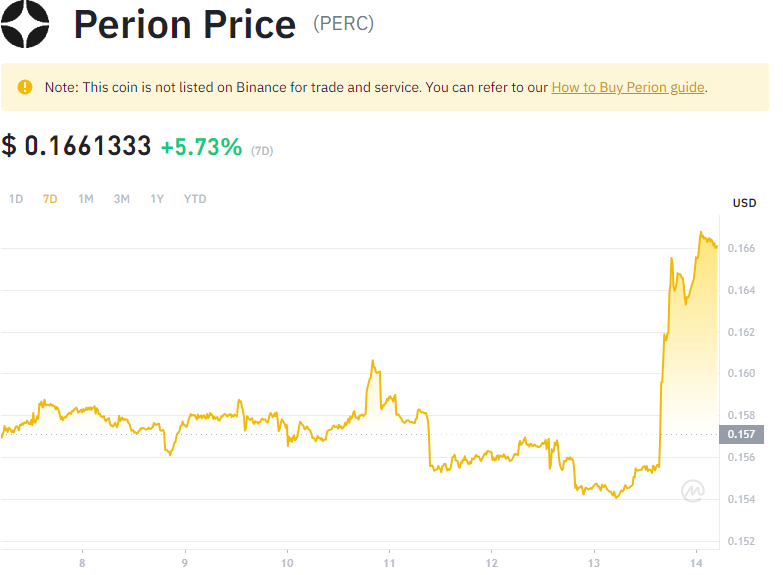 Perion Price (PERC)
Note: This coin is not listed on Binance for trade and service. You can refer to our How to Buy Perion guide.
$ 0.1661333 +5.73% (7D)
1D 7D 1M 3M 1Y YTD
USD
0.166
0.164
0.162
0.160
0.158
0.157
0.156
0.154
0.152
8 9 10 11 12 13 14